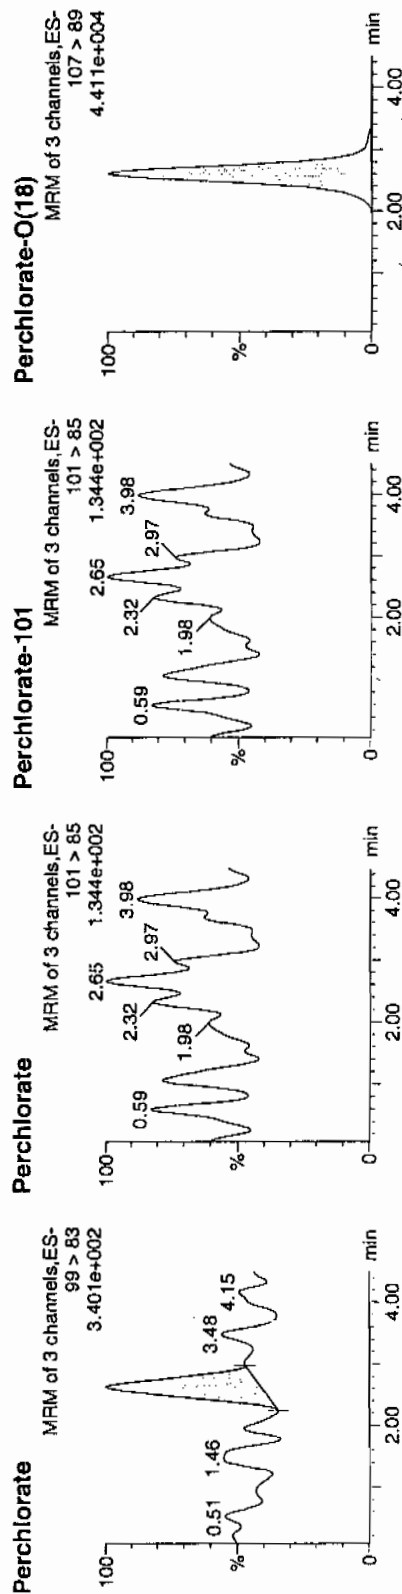 Perchlorate
MRM of 3 channels,ES-
99 > 83
3.401e+002
100
%
0
0.51
1.46
3.48
4.15
2.00
4.00
min
Perchlorate
MRM of 3 channels,ES-
101 > 85
1.344e+002
100
%
0
0.59
1.98
2.32
2.65
2.97
3.98
2.00
4.00
min
Perchlorate-101
MRM of 3 channels,ES-
101 > 85
1.344e+002
100
%
0
0.59
1.98
2.32
2.65
2.97
3.98
2.00
4.00
min
Perchlorate-O(18)
MRM of 3 channels,ES-
107 > 89
4.411e+004
100
%
0
2.00
4.00
min